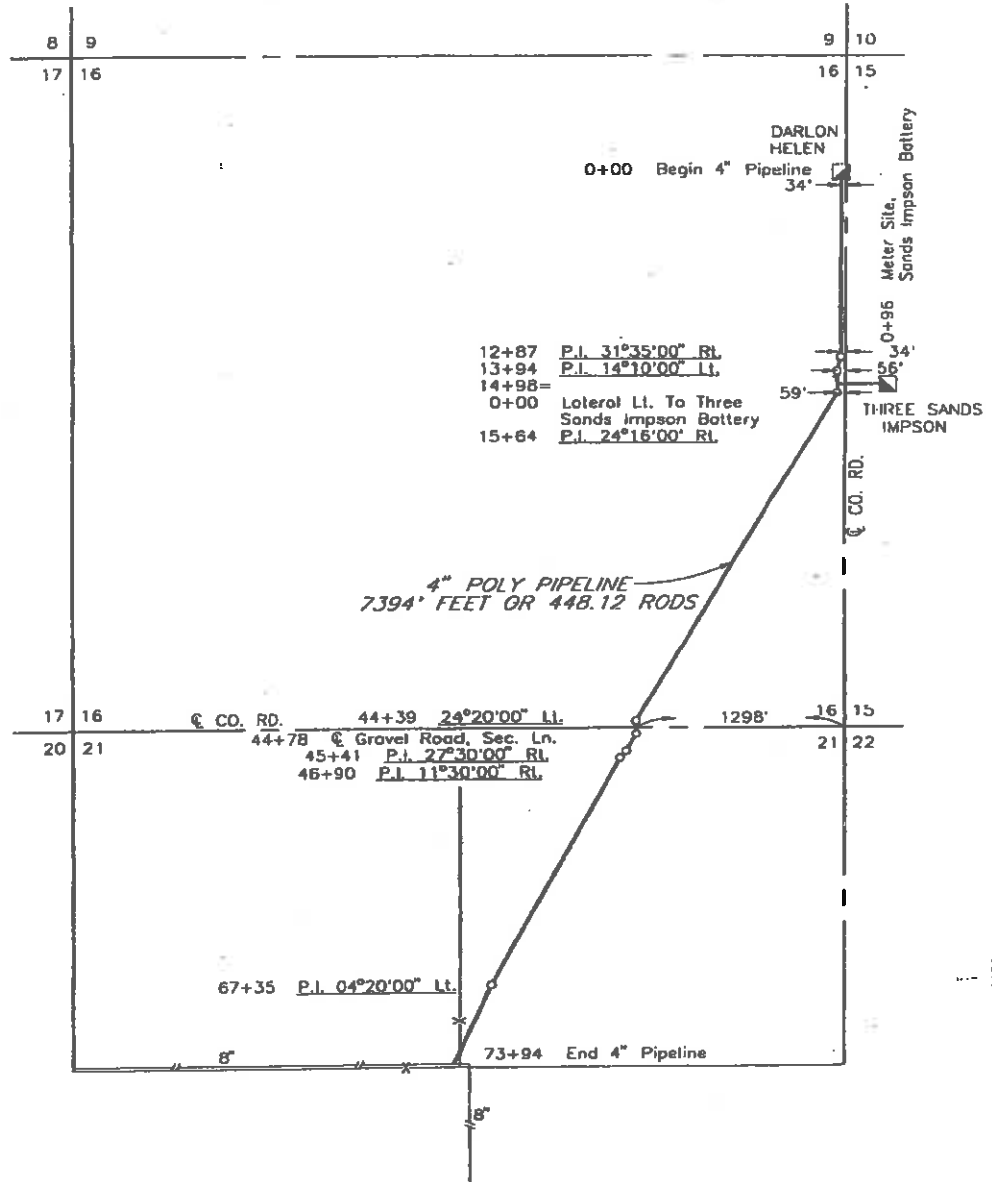 8 9
9 10
17 16
16 15
DARLON
HELEN
0+00 Begin 4" Pipeline
34'
0+96 Meter Site,
Sands Impson Battery
12+87 P.I. 31°35'00" Rt.
34'
13+94 P.I. 14°10'00" Lt.
56'
14+98=
59'
0+00 Lateral Lt. To Three
Sands Impson Battery
THREE SANDS
IMPSON
15+64 P.I. 24°16'00' Rt.
℄ CO. RD.
4" POLY PIPELINE
7394' FEET OR 448.12 RODS
17 16
℄ CO. RD.
44+39 24°20'00" Lt.
1298'
16 15
20 21
44+78 ℄ Gravel Road, Sec. Ln.
21 22
45+41 P.I. 27°30'00" Rt.
46+90 P.I. 11°30'00" Rt.
67+35 P.I. 04°20'00" Lt.
8"
73+94 End 4" Pipeline
8"